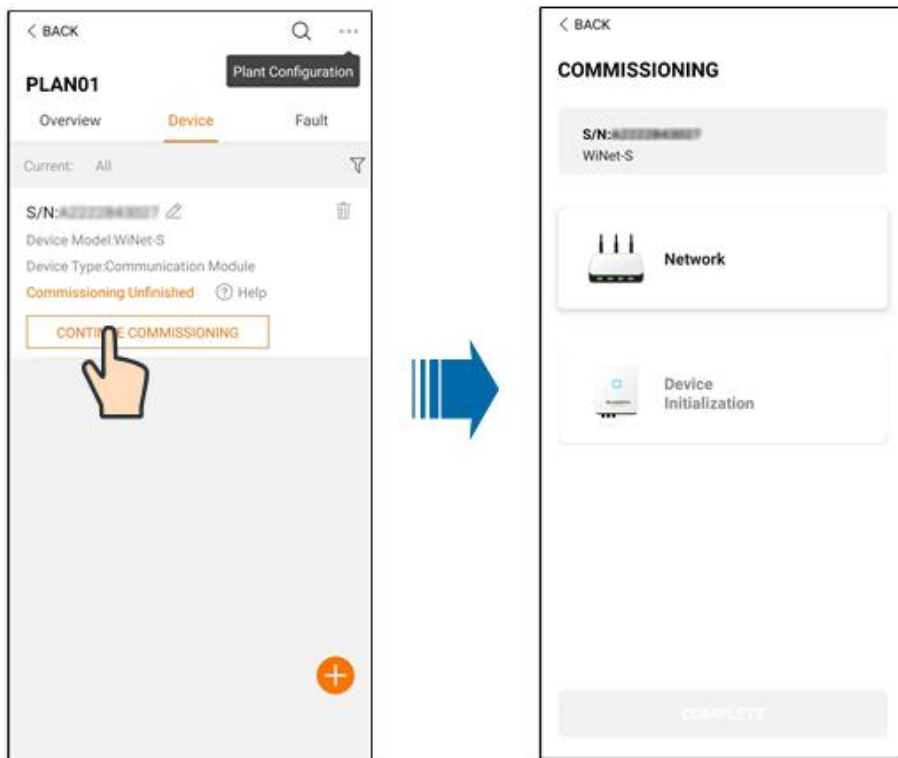 BACK
Plant Configuration
PLAN01
Overview Device Fault
Current: All
S/N:
Device Model:WiNet-S
Device Type:Communication Module
Commissioning Unfinished ? Help
CONTINUE COMMISSIONING
BACK
COMMISSIONING
S/N:
WiNet-S
Network
Device
Initialization
COMPLETE